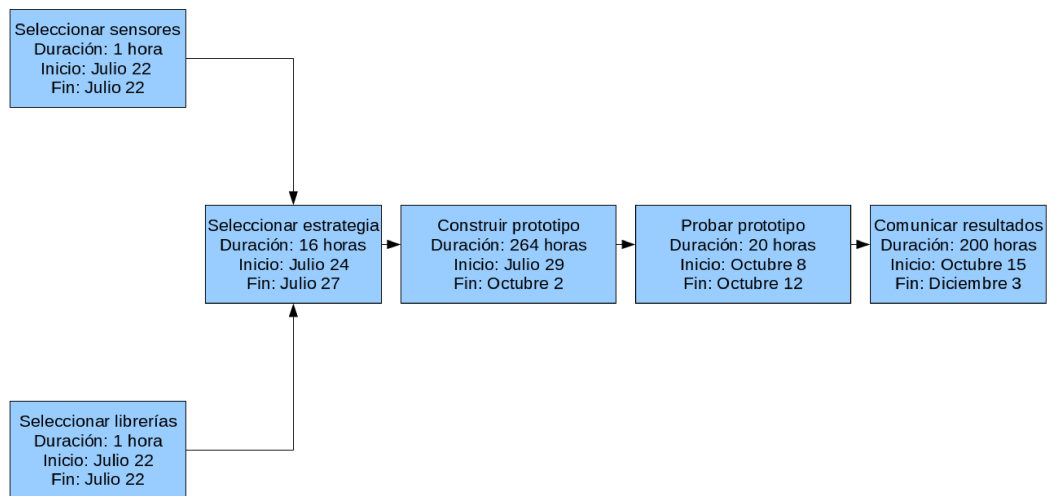 Seleccionar sensores
Duración: 1 hora
Inicio: Julio 22
Fin: Julio 22
Seleccionar estrategia
Duración: 16 horas
Inicio: Julio 24
Fin: Julio 27
Construir prototipo
Duración: 264 horas
Inicio: Julio 29
Fin: Octubre 2
Probar prototipo
Duración: 20 horas
Inicio: Octubre 8
Fin: Octubre 12
Comunicar resultados
Duración: 200 horas
Inicio: Octubre 15
Fin: Diciembre 3
Seleccionar librerías
Duración: 1 hora
Inicio: Julio 22
Fin: Julio 22